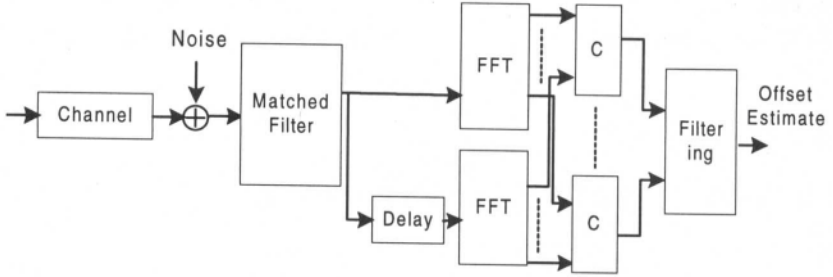 Noise
Channel
Matched
Filter
FFT
C
Delay
FFT
C
Filter
ing
Offset
Estimate